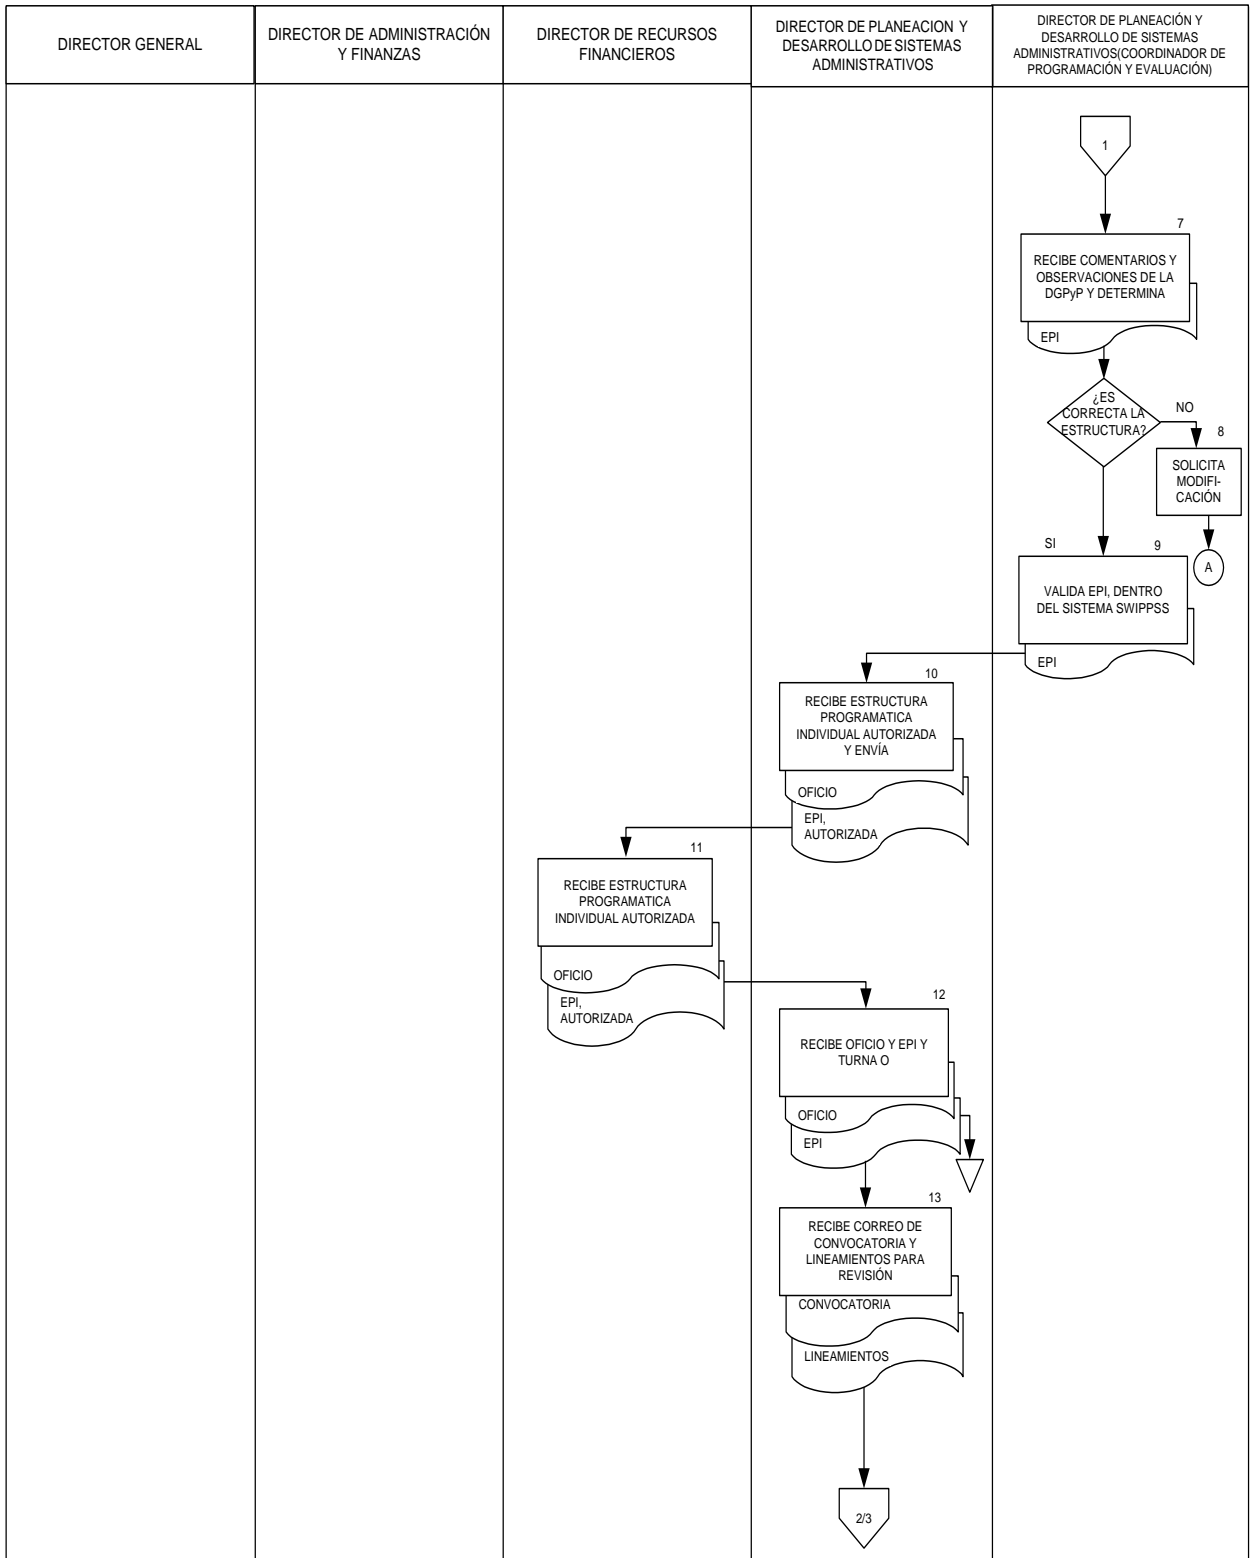 DIRECTOR GENERAL
DIRECTOR DE ADMINISTRACIÓN
Y FINANZAS
DIRECTOR DE RECURSOS
FINANCIEROS
DIRECTOR DE PLANEACION Y
DESARROLLO DE SISTEMAS
ADMINISTRATIVOS
DIRECTOR DE PLANEACIÓN Y
DESARROLLO DE SISTEMAS
ADMINISTRATIVOS(COORDINADOR DE
PROGRAMACIÓN Y EVALUACIÓN)
1
7
RECIBE COMENTARIOS Y
OBSERVACIONES DE LA
DGPyP Y DETERMINA
EPI
¿ES
CORRECTA LA
ESTRUCTURA?
NO
8
SOLICITA
MODIFI-
CACIÓN
A
SI
9
VALIDA EPI, DENTRO
DEL SISTEMA SWIPPSS
EPI
10
RECIBE ESTRUCTURA
PROGRAMATICA
INDIVIDUAL AUTORIZADA
Y ENVÍA
OFICIO
EPI,
AUTORIZADA
11
RECIBE ESTRUCTURA
PROGRAMATICA
INDIVIDUAL AUTORIZADA
OFICIO
EPI,
AUTORIZADA
12
RECIBE OFICIO Y EPI Y
TURNA O
OFICIO
EPI
13
RECIBE CORREO DE
CONVOCATORIA Y
LINEAMIENTOS PARA
REVISIÓN
CONVOCATORIA
LINEAMIENTOS
2/3